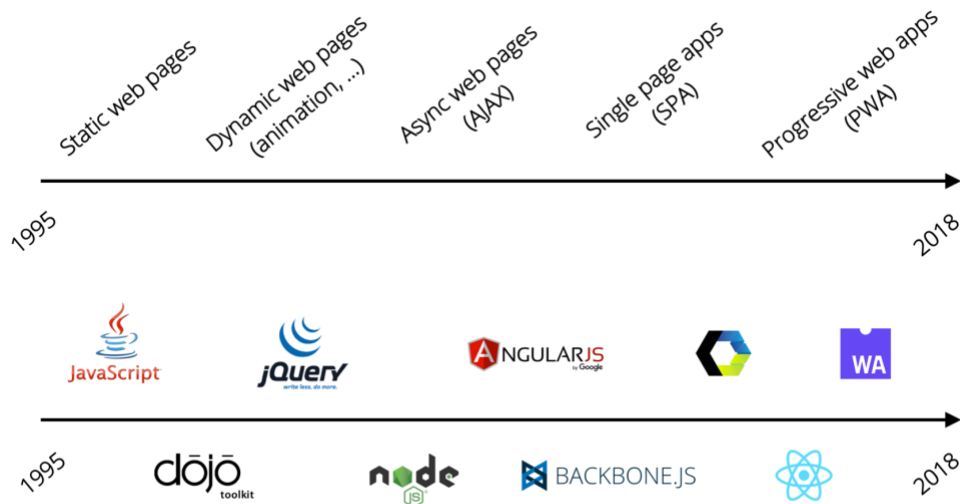 Static web pages
Dynamic web pages
(animation, ...)
Async web pages
(AJAX)
Single page apps
(SPA)
Progressive web apps
(PWA)
1995
2018
JavaScript
jQuery
write less, do more.
ANGULARJS
by Google
WA
1995
2018
dōjō
toolkit
node
JS
BACKBONE.JS